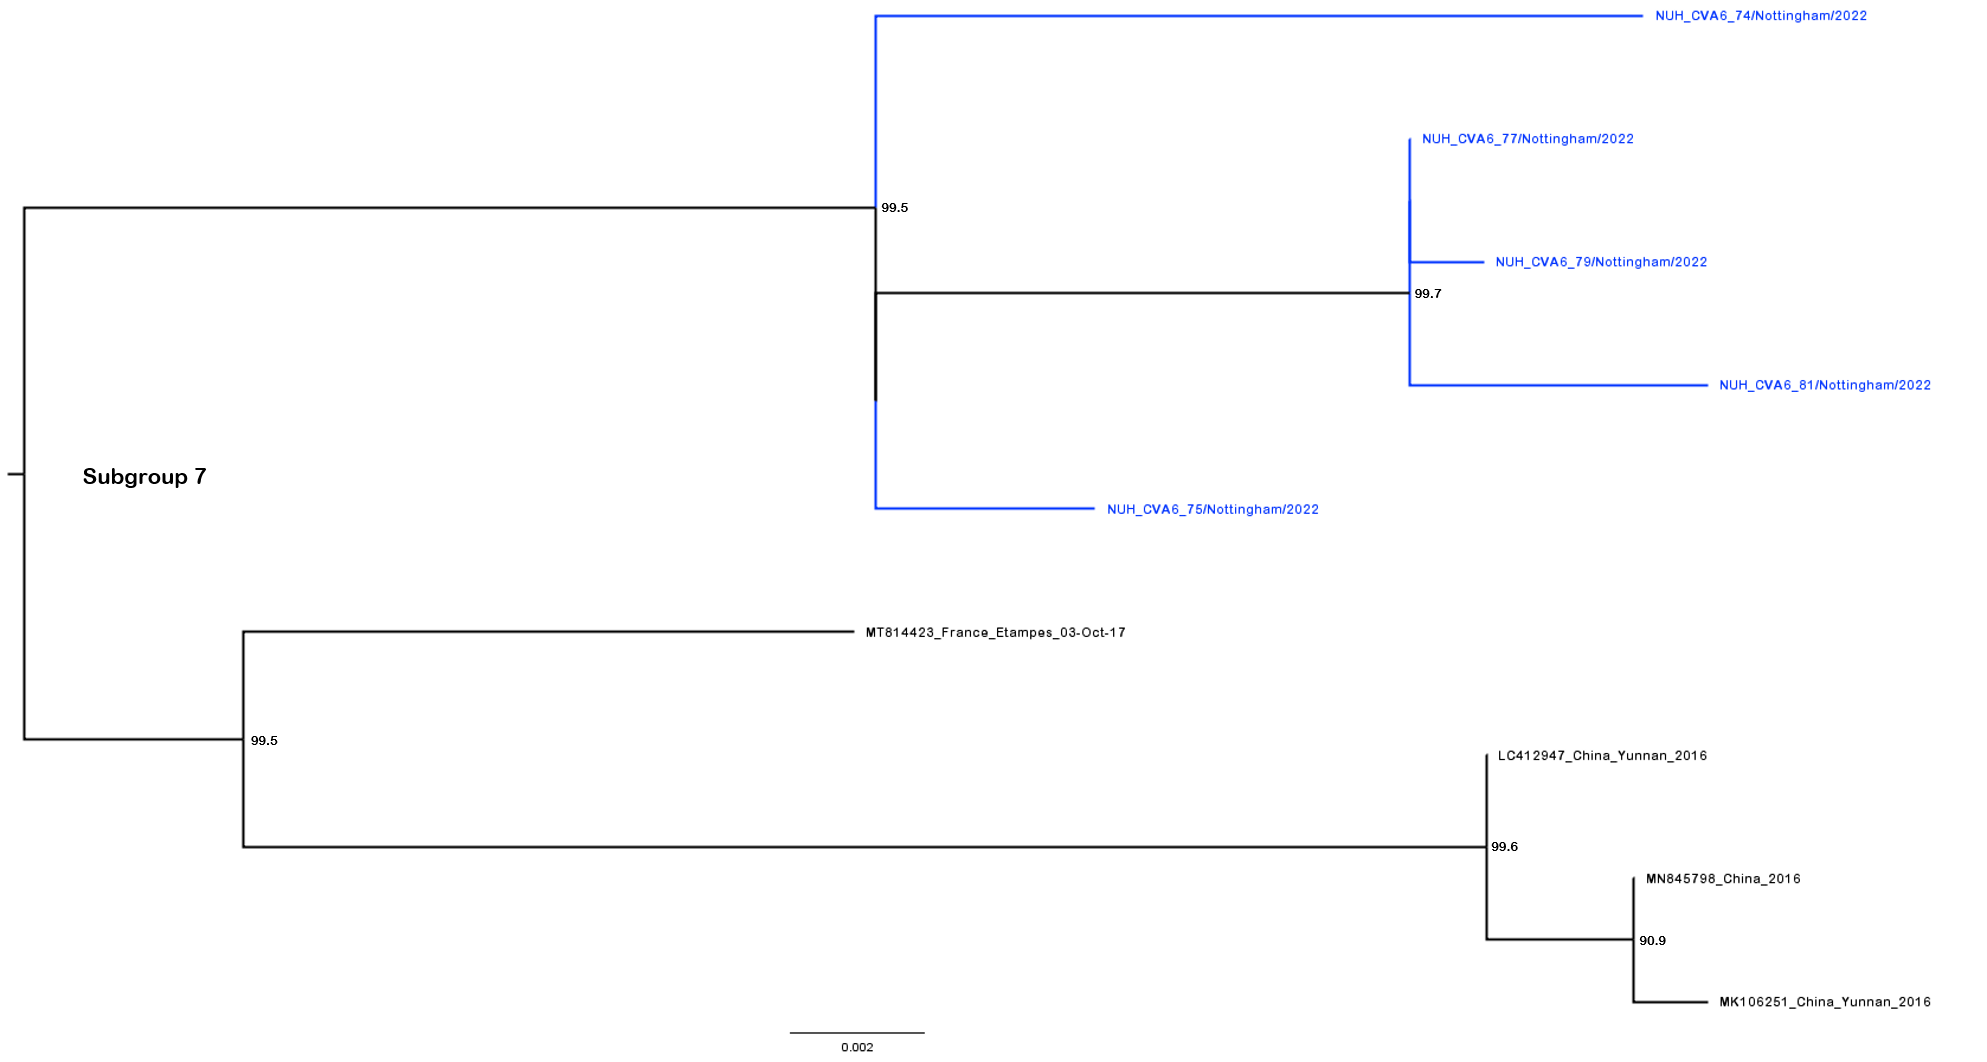 NUH_CVA6_74/Nottingham/2022
NUH_CVA6_77/Nottingham/2022
99.5
NUH_CVA6_79/Nottingham/2022
99.7
NUH_CVA6_81/Nottingham/2022
Subgroup 7
NUH_CVA6_75/Nottingham/2022
MT814423_France_Etampes_03-Oct-17
99.5
LC412947_China_Yunnan_2016
99.6
MN845798_China_2016
90.9
MK106251_China_Yunnan_2016
0.002